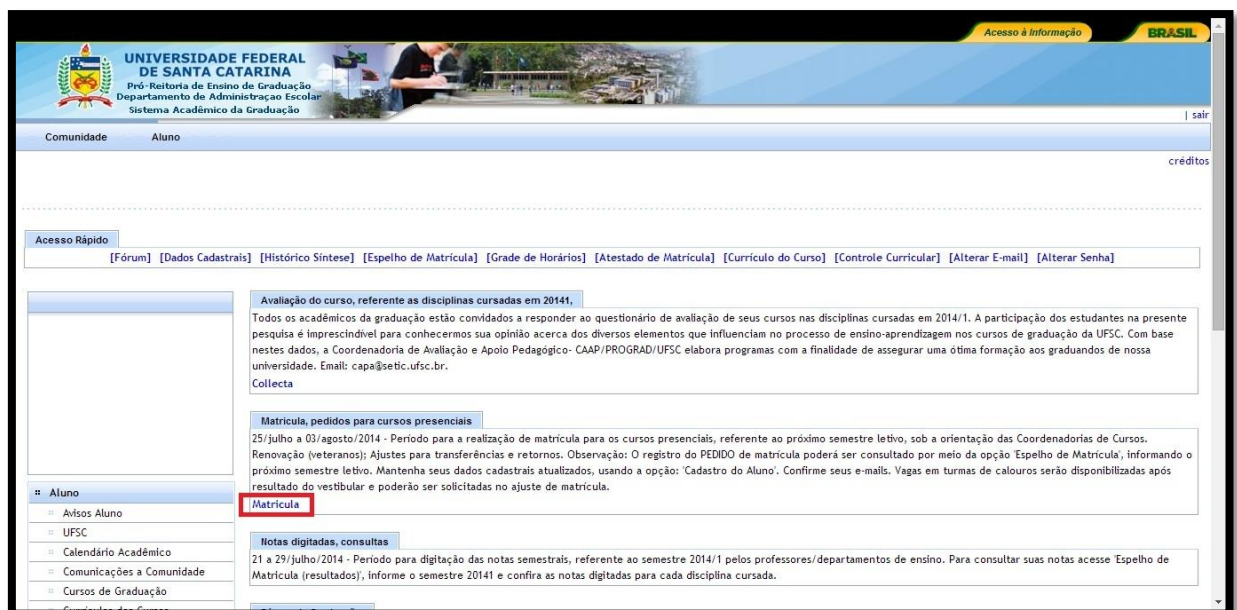 Acesso à Informação
BRASIL
UNIVERSIDADE FEDERAL
DE SANTA CATARINA
Pró-Reitoria de Ensino de Graduação
Departamento de Administraçao Escolar
Sistema Acadêmico da Graduação
| sair
Comunidade Aluno
créditos
Acesso Rápido
[Fórum] [Dados Cadastrais] [Histórico Síntese] [Espelho de Matrícula] [Grade de Horários] [Atestado de Matrícula] [Currículo do Curso] [Controle Curricular] [Alterar E-mail] [Alterar Senha]
Avaliação do curso, referente as disciplinas cursadas em 20141,
Todos os acadêmicos da graduação estão convidados a responder ao questionário de avaliação de seus cursos nas disciplinas cursadas em 2014/1. A participação dos estudantes na presente
pesquisa é imprescindível para conhecermos sua opinião acerca dos diversos elementos que influenciam no processo de ensino-aprendizagem nos cursos de graduação da UFSC. Com base
nestes dados, a Coordenadoria de Avaliação e Apoio Pedagógico- CAAP/PROGRAD/UFSC elabora programas com a finalidade de assegurar uma ótima formação aos graduandos de nossa
universidade. Email: capa@setic.ufsc.br.
Collecta
Matricula, pedidos para cursos presenciais
25/julho a 03/agosto/2014 - Período para a realização de matrícula para os cursos presenciais, referente ao próximo semestre letivo, sob a orientação das Coordenadorias de Cursos.
Renovação (veteranos); Ajustes para transferências e retornos. Observação: O registro do PEDIDO de matrícula poderá ser consultado por meio da opção 'Espelho de Matrícula', informando o
próximo semestre letivo. Mantenha seus dados cadastrais atualizados, usando a opção: 'Cadastro do Aluno'. Confirme seus e-mails. Vagas em turmas de calouros serão disponibilizadas após
resultado do vestibular e poderão ser solicitadas no ajuste de matrícula.
Matricula
Notas digitadas, consultas
21 a 29/julho/2014 - Período para digitação das notas semestrais, referente ao semestre 2014/1 pelos professores/departamentos de ensino. Para consultar suas notas acesse 'Espelho de
Matricula (resultados)', informe o semestre 20141 e confira as notas digitadas para cada disciplina cursada.
Aluno
Avisos Aluno
UFSC
Calendário Acadêmico
Comunicações a Comunidade
Cursos de Graduação